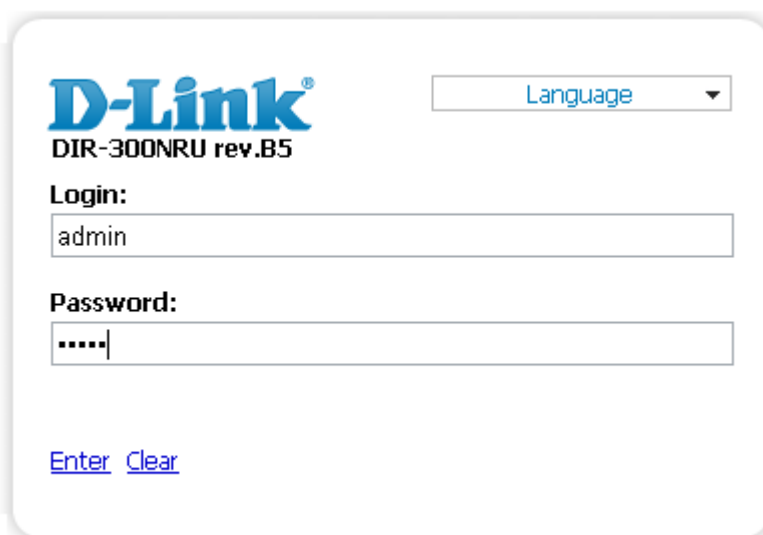 D-Link®
Language
DIR-300NRU rev.B5
Login:
admin
Password:
•••••
Enter Clear